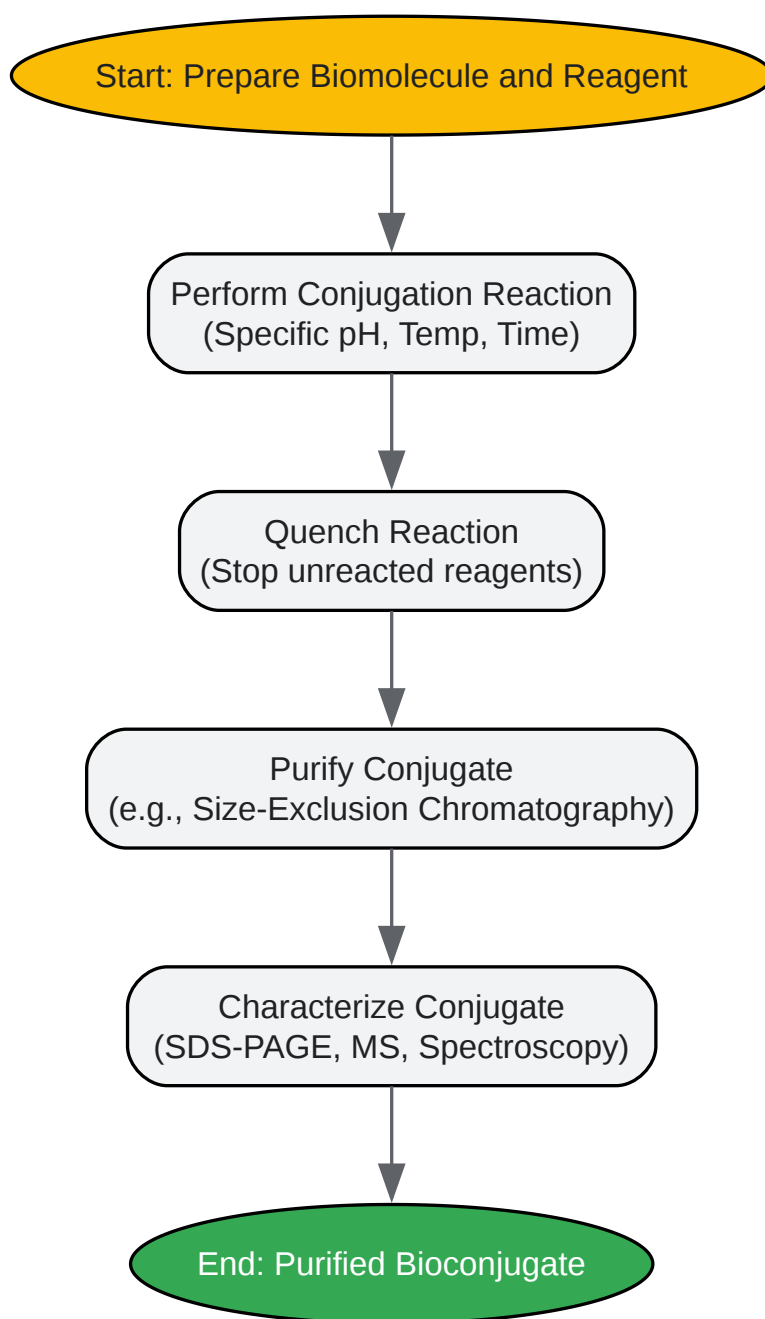 Start: Prepare Biomolecule and Reagent
Perform Conjugation Reaction
(Specific pH, Temp, Time)
Quench Reaction
(Stop unreacted reagents)
Purify Conjugate
(e.g., Size-Exclusion Chromatography)
Characterize Conjugate
(SDS-PAGE, MS, Spectroscopy)
End: Purified Bioconjugate